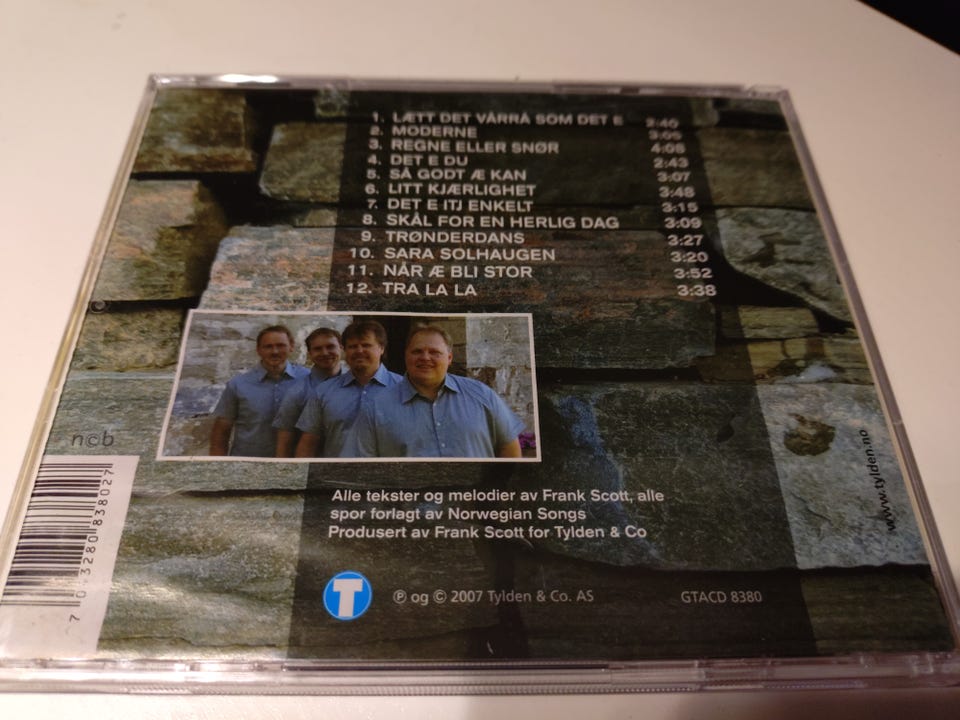 1. LÆTT DET VÅRRÅ SOM DET E 2:40
2. MODERNE 3:05
3. REGNE ELLER SNØR 4:08
4. DET E DU 2:43
5. SÅ GODT Æ KAN 3:07
6. LITT KJÆRLIGHET 3:48
7. DET E ITJ ENKELT 3:15
8. SKÅL FOR EN HERLIG DAG 3:09
9. TRØNDERDANS 3:27
10. SARA SOLHAUGEN 3:20
11. NÅR Æ BLI STOR 3:52
12. TRA LA LA 3:38
n©b
Alle tekster og melodier av Frank Scott, alle
spor forlagt av Norwegian Songs
Produsert av Frank Scott for Tylden & Co
T
℗ og © 2007 Tylden & Co. AS GTACD 8380
www.tylden.no
7 033280 838027